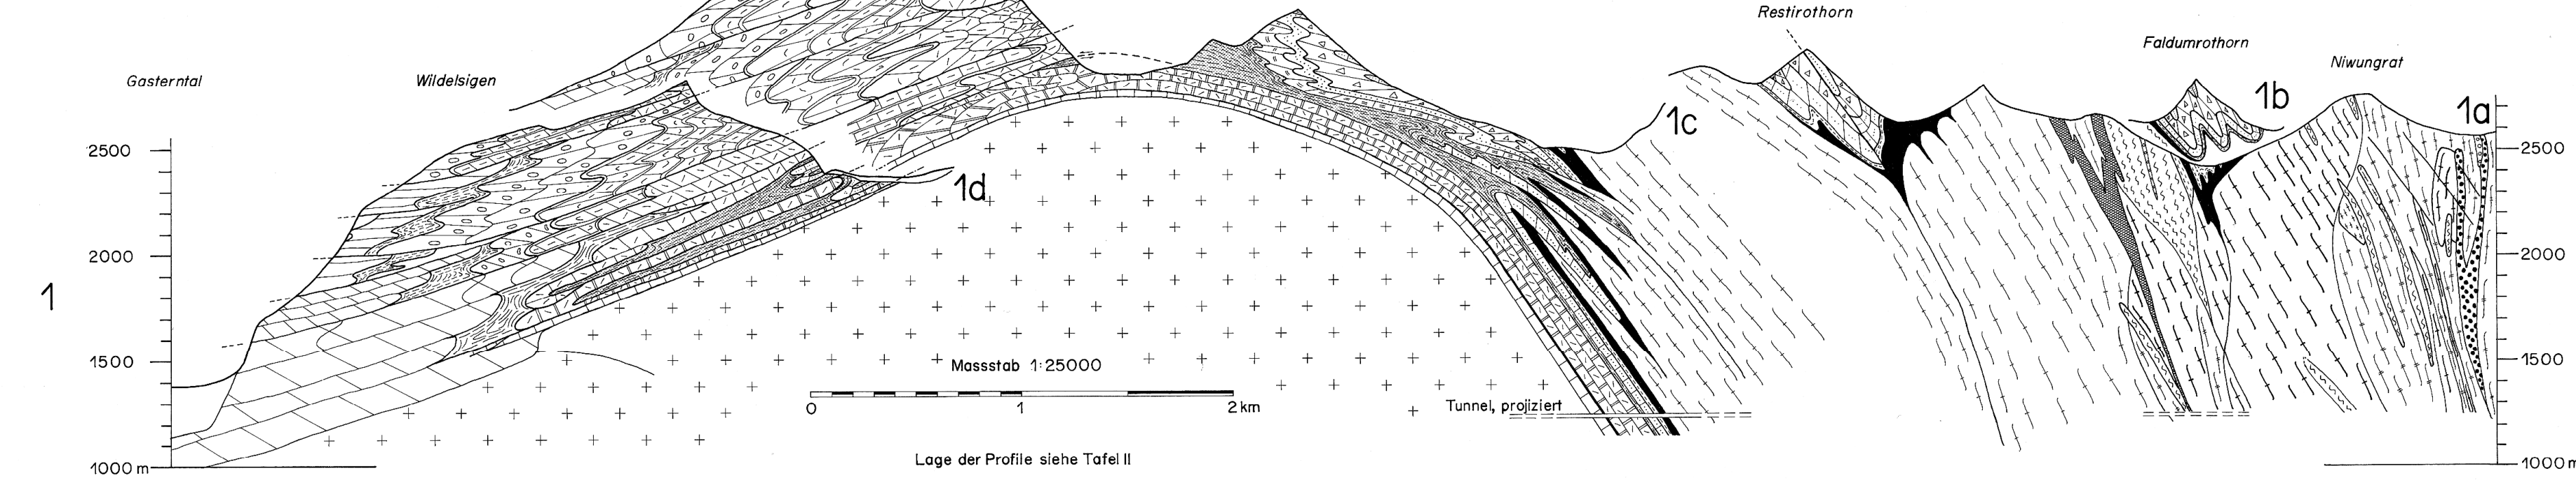 Restirothorn
Faldumrothorn
Niwungrat
Gasterntal
Wildelsigen
1b
1a
1c
2500
2500
1d
2000
2000
1
1500
1500
Massstab 1:25000
0 1 2 km
Tunnel, projiziert
Lage der Profile siehe Tafel II
1000 m
1000 m